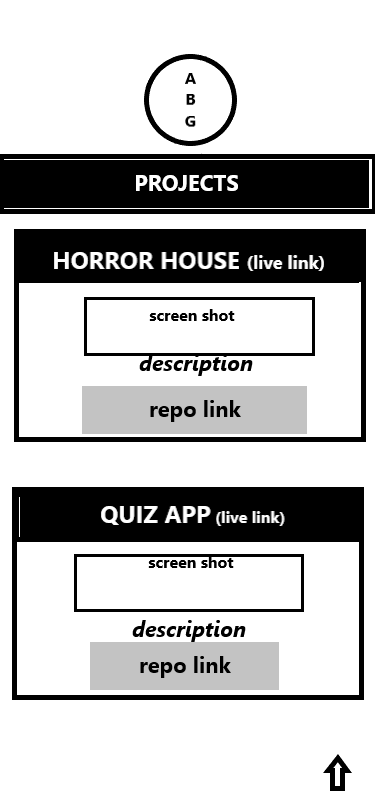 A
B
G
PROJECTS
HORROR HOUSE (live link)
screen shot
description
repo link
QUIZ APP (live link)
screen shot
description
repo link